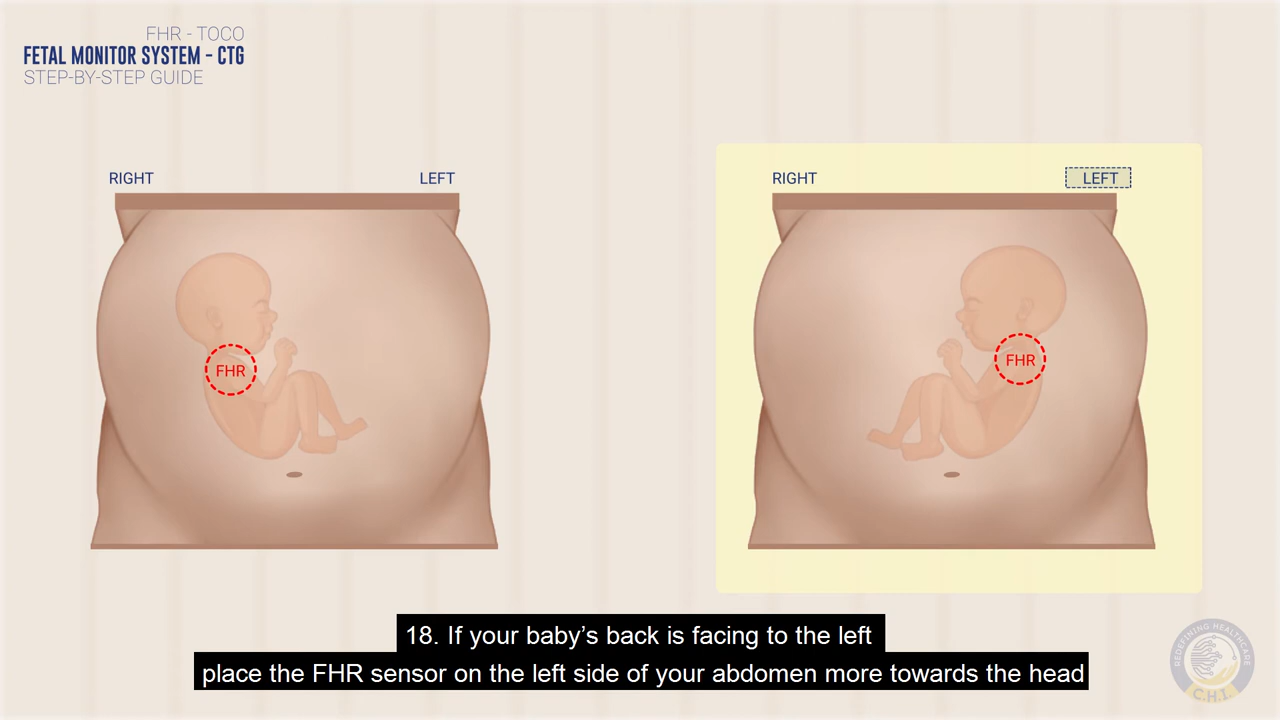 FHR - TOCO
FETAL MONITOR SYSTEM - CTG
STEP-BY-STEP GUIDE
RIGHT LEFT
RIGHT LEFT
FHR
FHR
18. If your baby’s back is facing to the left
place the FHR sensor on the left side of your abdomen more towards the head
REDEFINING HEALTHCARE
C.H.I.